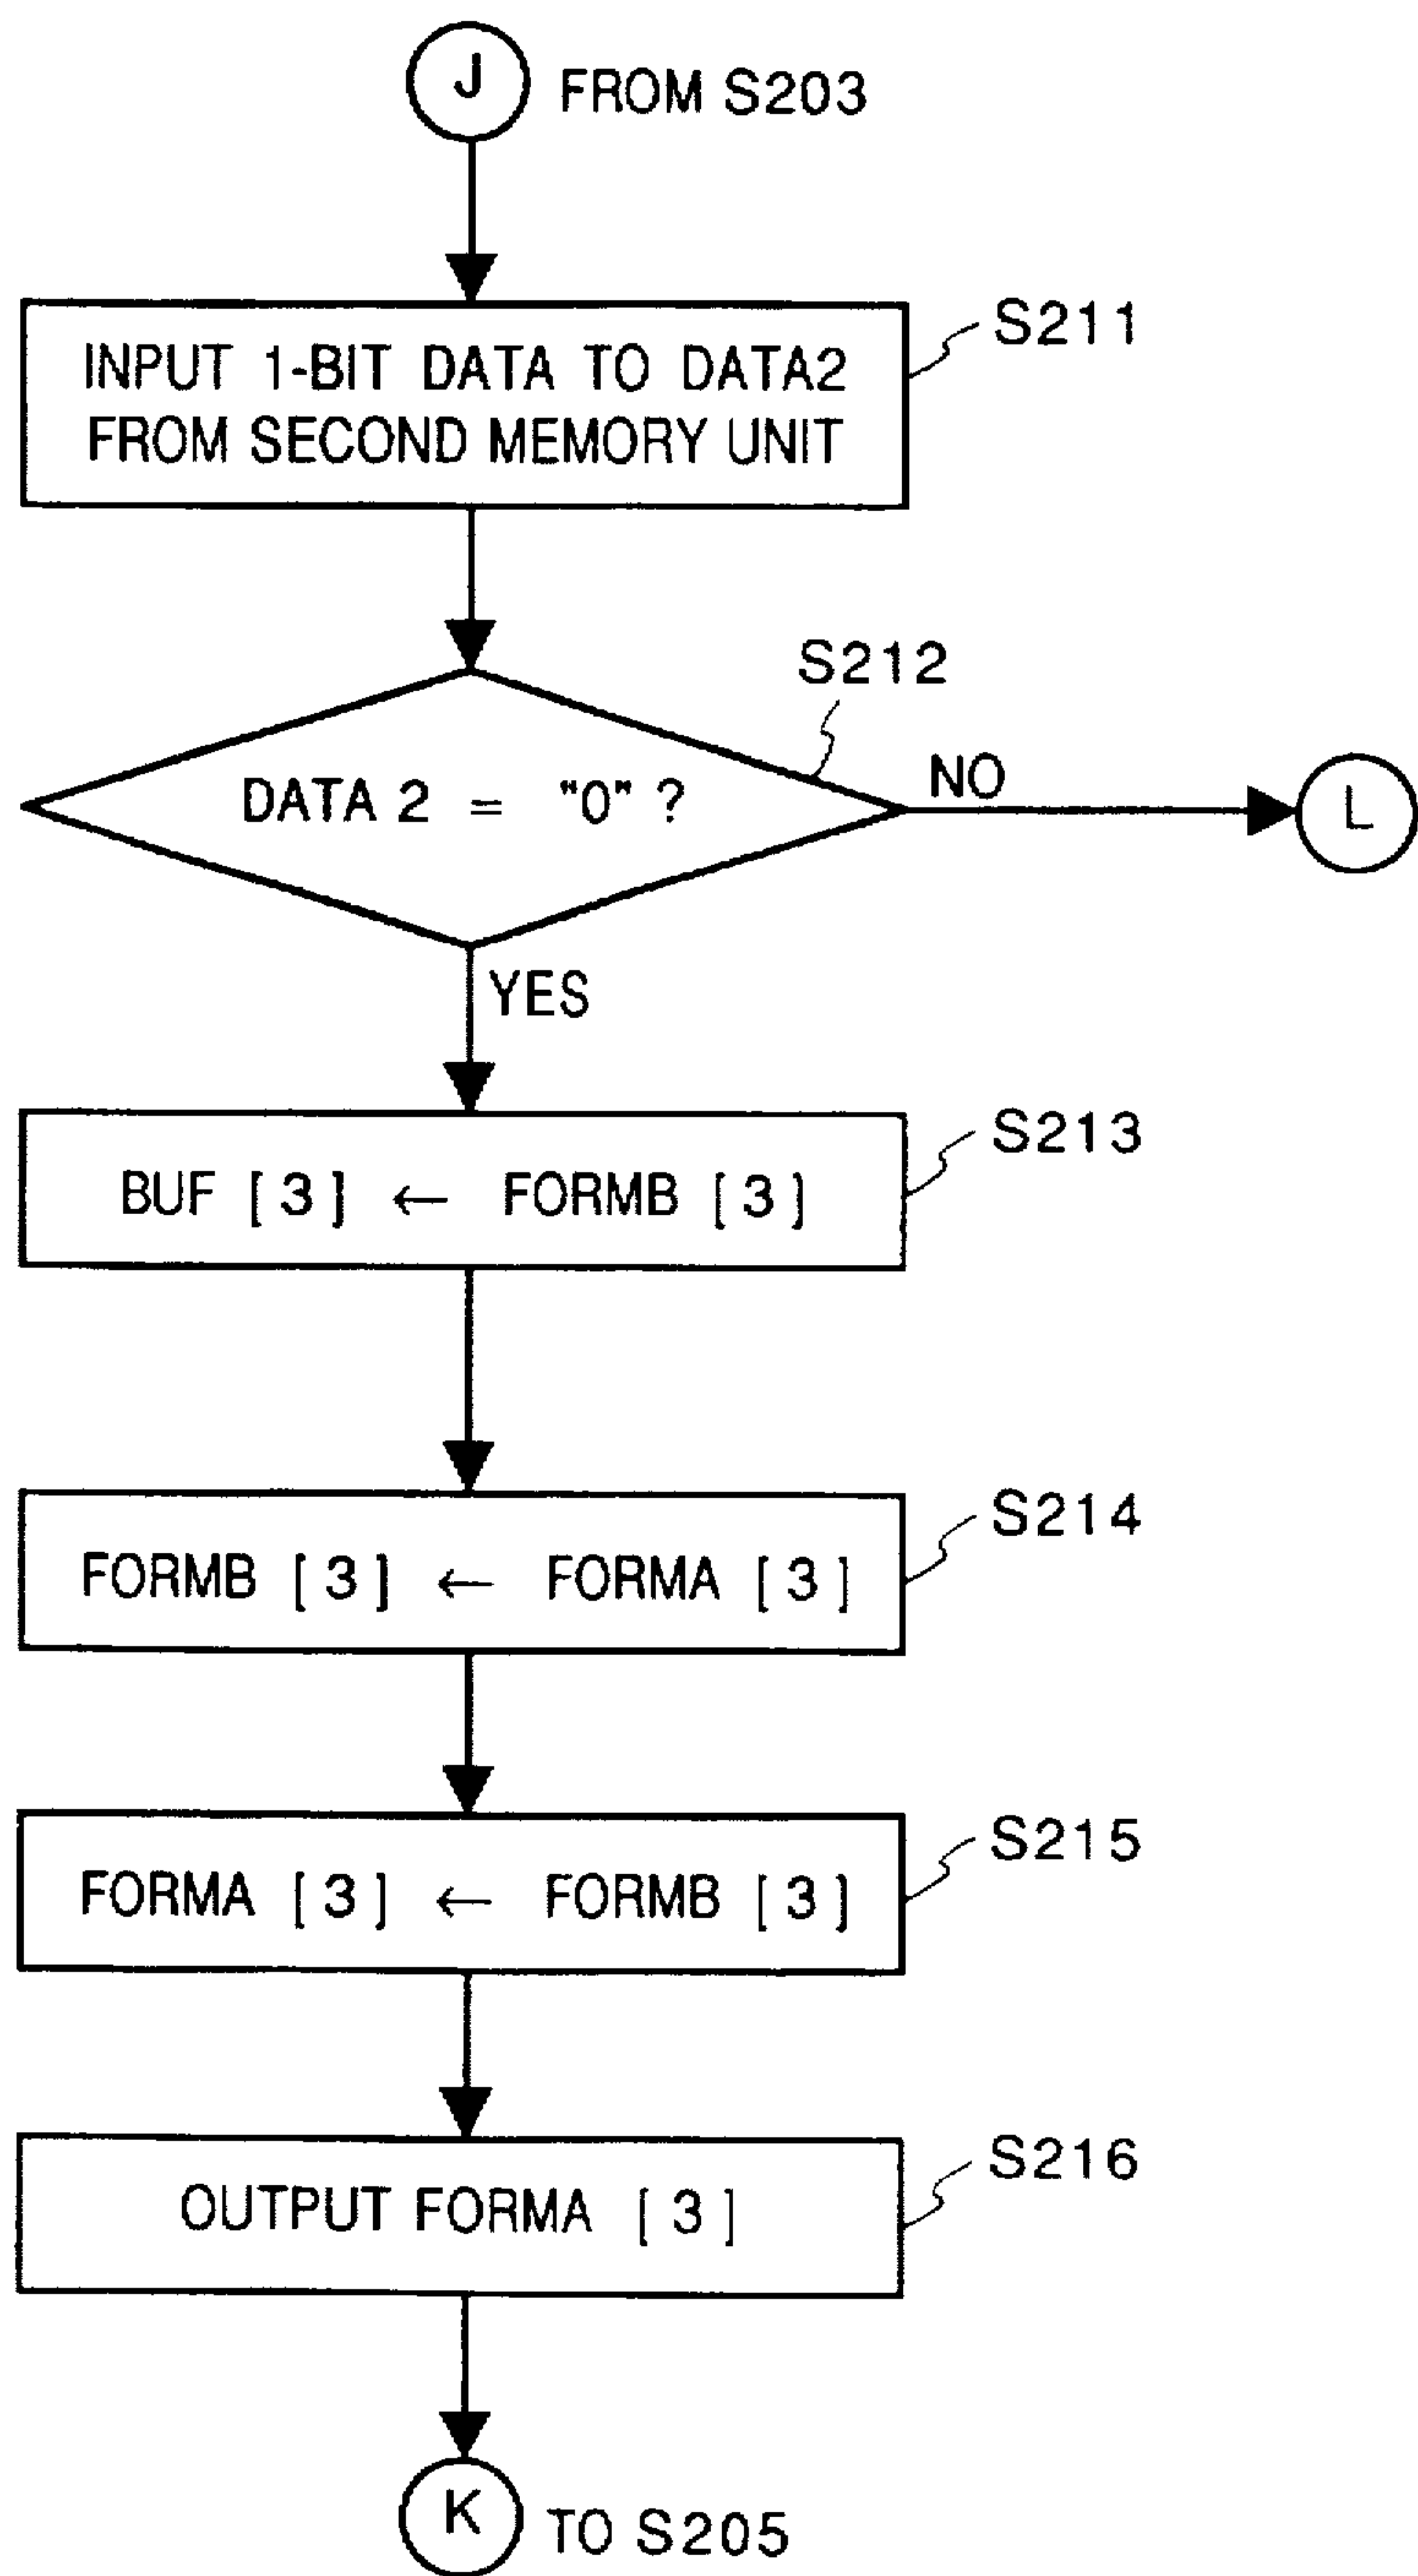 J FROM S203
S211
INPUT 1-BIT DATA TO DATA2
FROM SECOND MEMORY UNIT
S212
DATA 2 = "0" ?
NO
L
YES
S213
BUF [ 3 ] ← FORMB [ 3 ]
S214
FORMB [ 3 ] ← FORMA [ 3 ]
S215
FORMA [ 3 ] ← FORMB [ 3 ]
S216
OUTPUT FORMA [ 3 ]
K TO S205